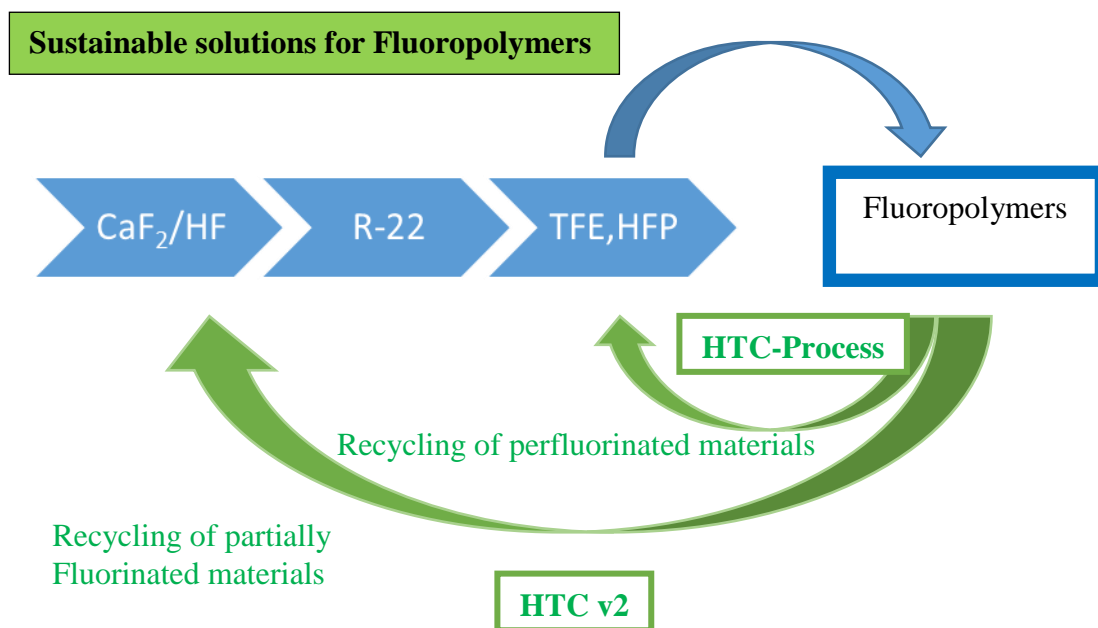 Sustainable solutions for Fluoropolymers
CaF₂/HF
R-22
TFE,HFP
Fluoropolymers
HTC-Process
Recycling of perfluorinated materials
Recycling of partially
Fluorinated materials
HTC v2